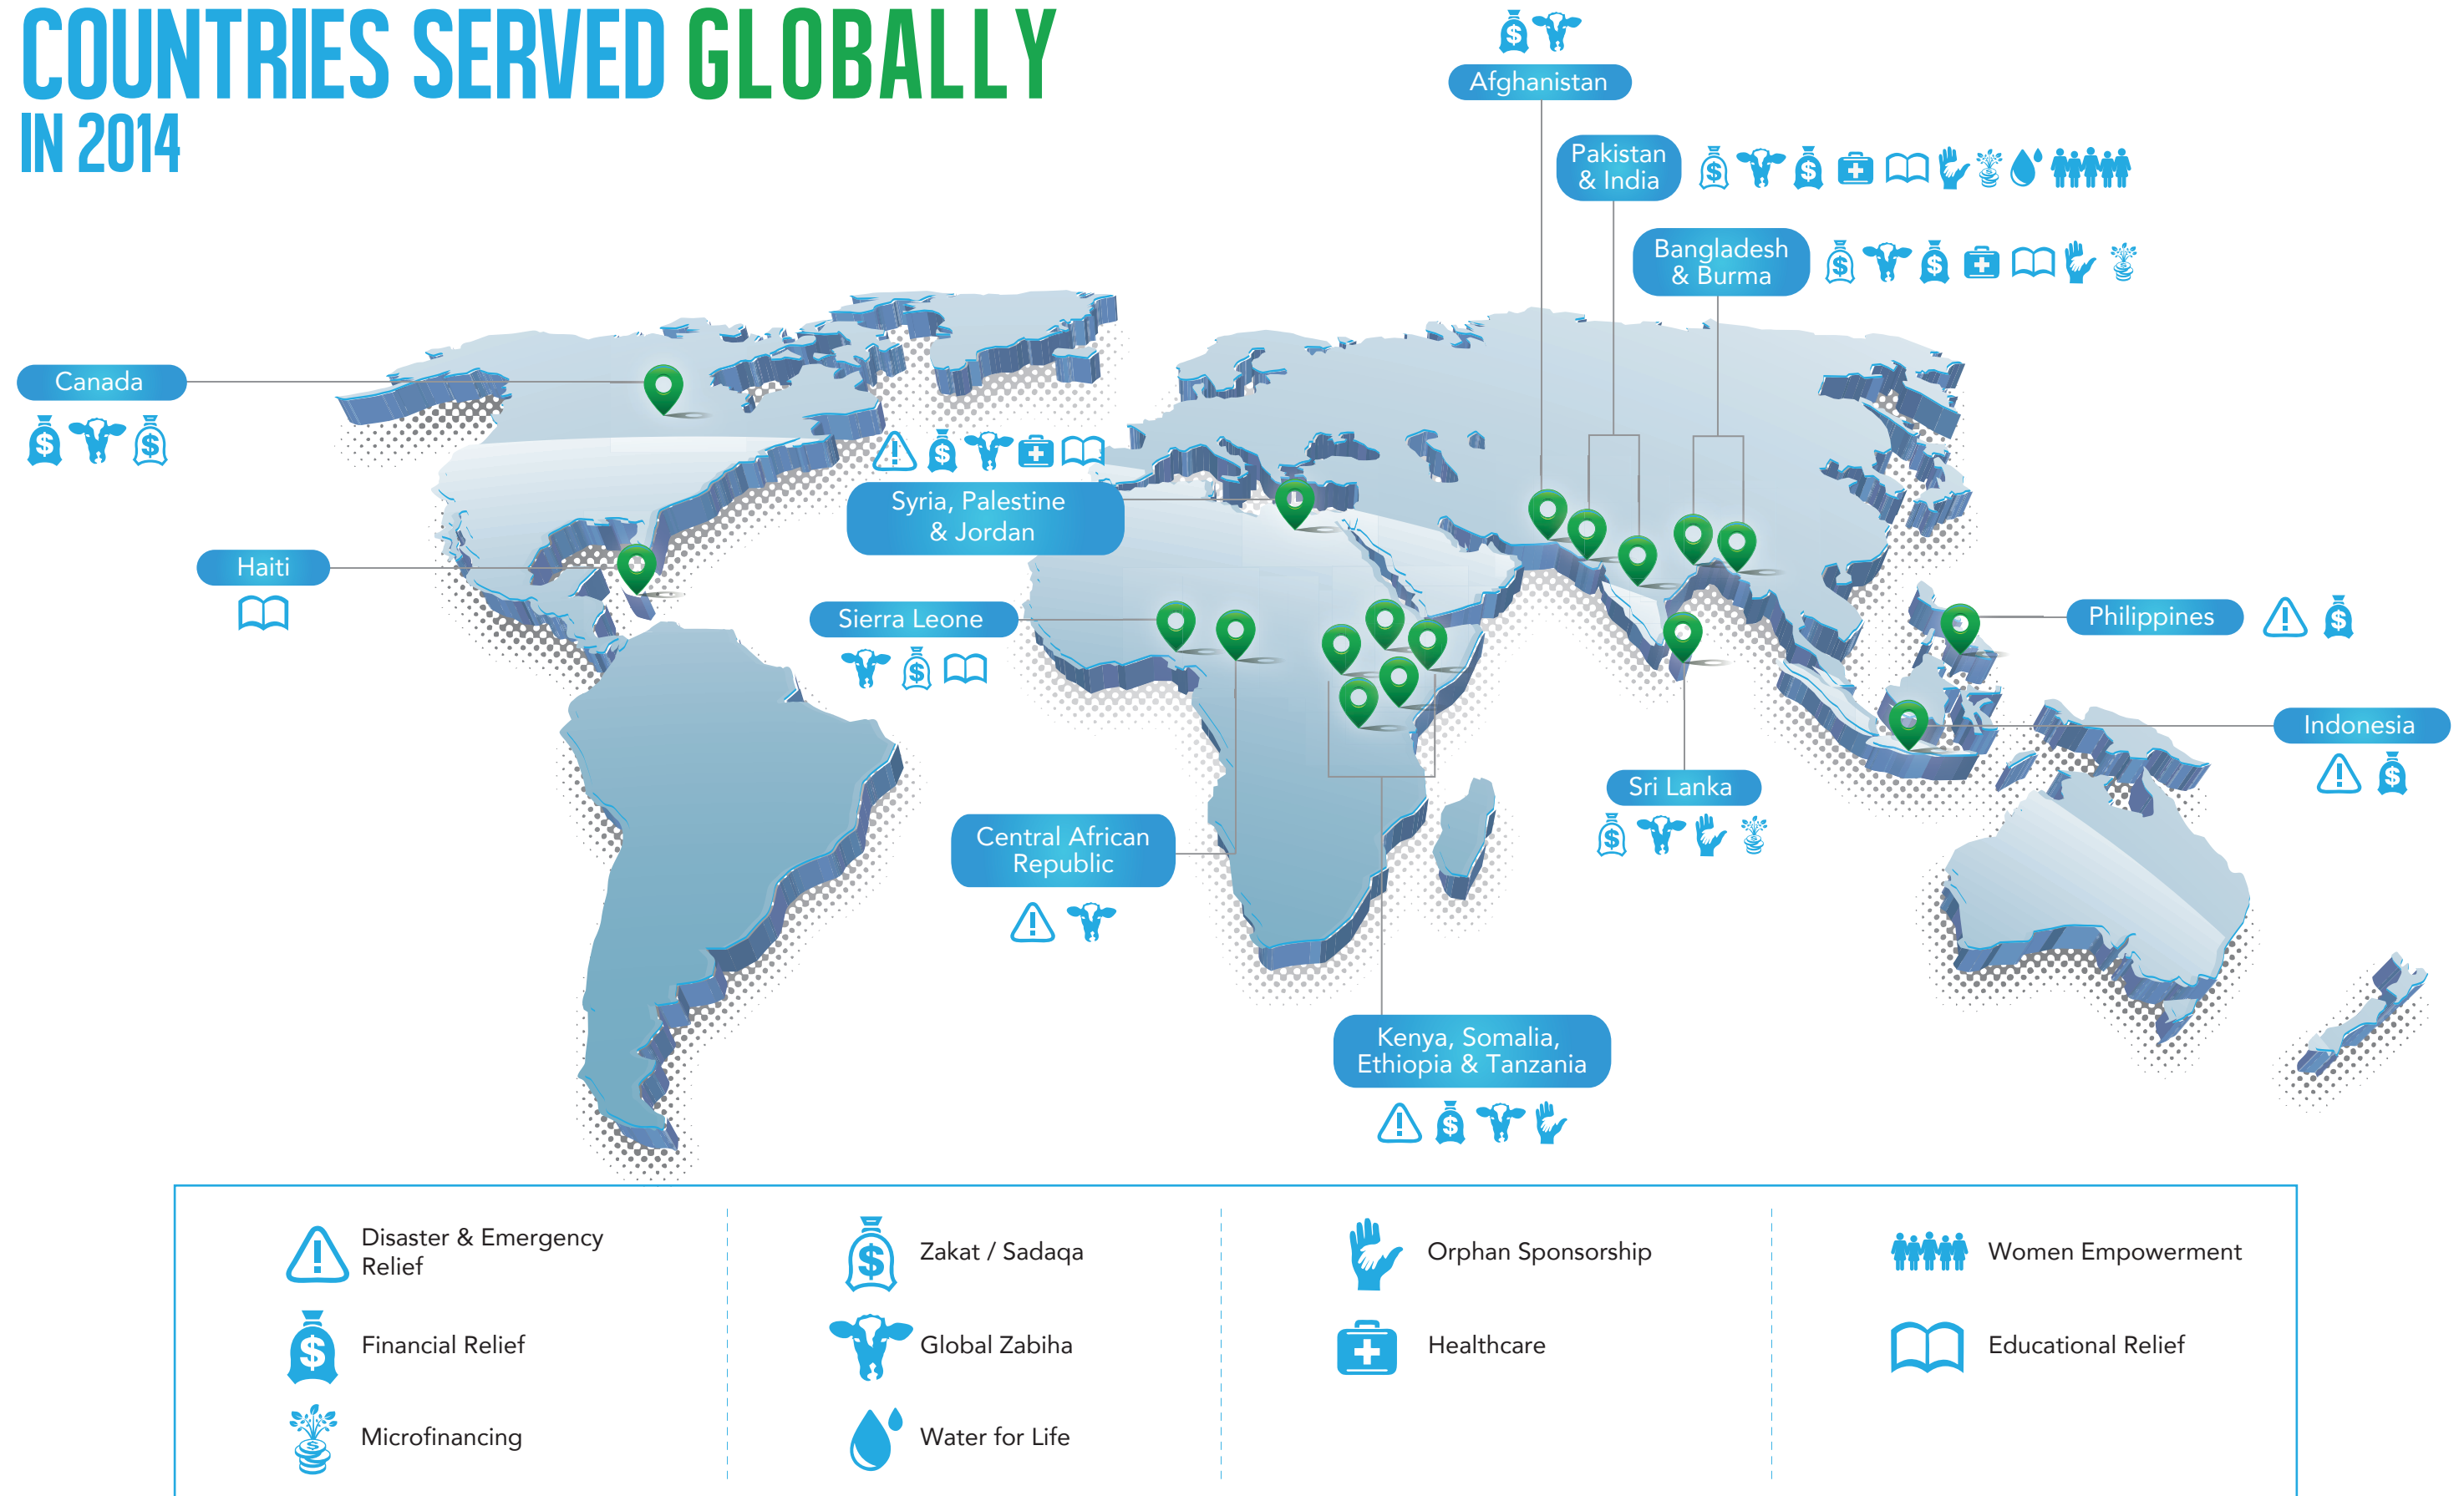 COUNTRIES SERVED GLOBALLY
IN 2014
Afghanistan
Pakistan
& India
Bangladesh
& Burma
Canada
Syria, Palestine
& Jordan
Haiti
Sierra Leone
Philippines
Indonesia
Sri Lanka
Central African
Republic
Kenya, Somalia,
Ethiopia & Tanzania
Disaster & Emergency
Relief
Financial Relief
Microfinancing
Zakat / Sadaqa
Global Zabiha
Water for Life
Orphan Sponsorship
Healthcare
Women Empowerment
Educational Relief